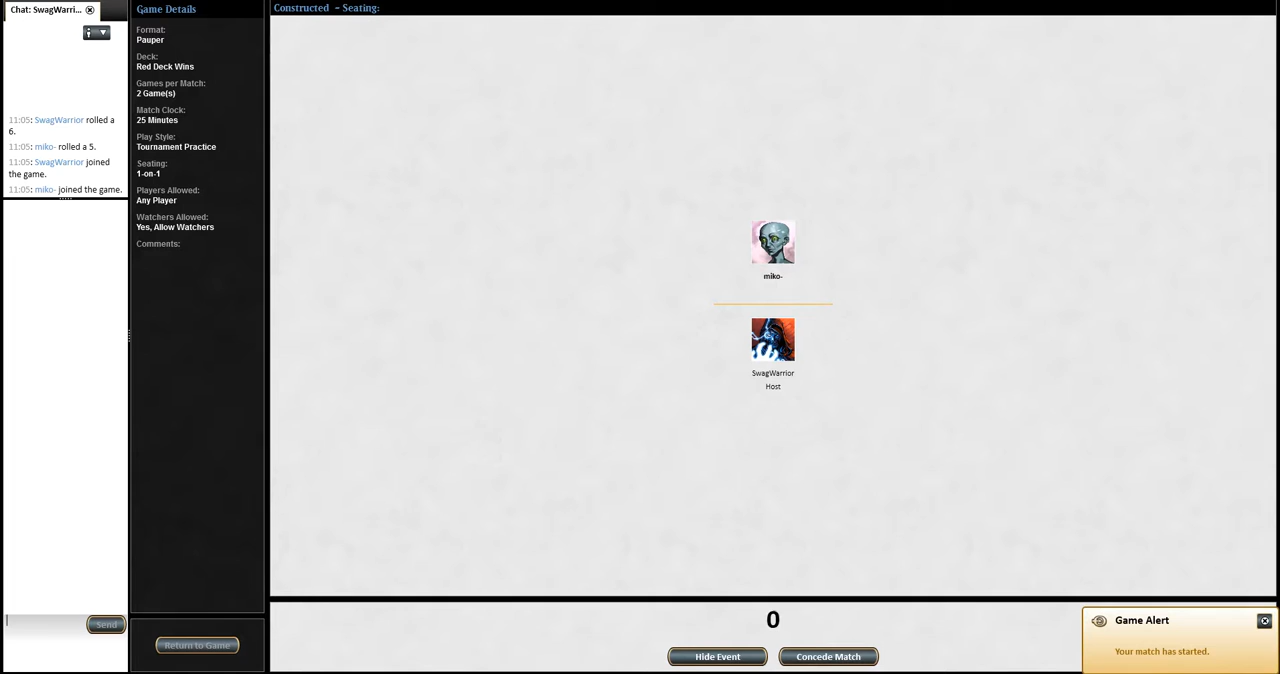 Chat: SwagWarri...
11:05: SwagWarrior rolled a
6.
11:05: miko- rolled a 5.
11:05: SwagWarrior joined
the game.
11:05: miko- joined the game.
Send
Game Details
Format:
Pauper
Deck:
Red Deck Wins
Games per Match:
2 Game(s)
Match Clock:
25 Minutes
Play Style:
Tournament Practice
Seating:
1-on-1
Players Allowed:
Any Player
Watchers Allowed:
Yes, Allow Watchers
Comments:
Return to Game
Constructed - Seating:
miko-
SwagWarrior
Host
0
Hide Event
Concede Match
Game Alert
Your match has started.